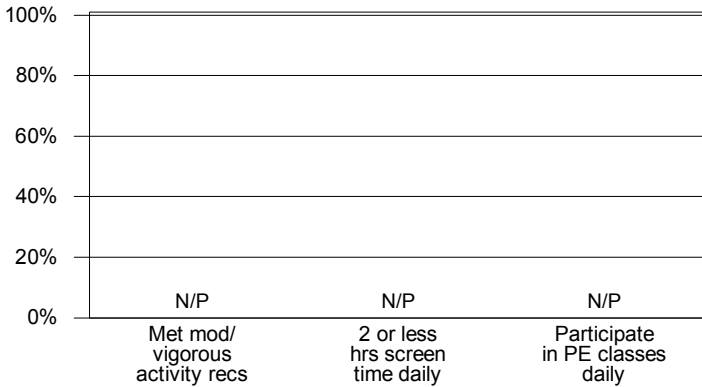 100%
80%
60%
40%
20%
0%
N/P N/P N/P
Met mod/
vigorous
activity recs
2 or less
hrs screen
time daily
Participate
in PE classes
daily